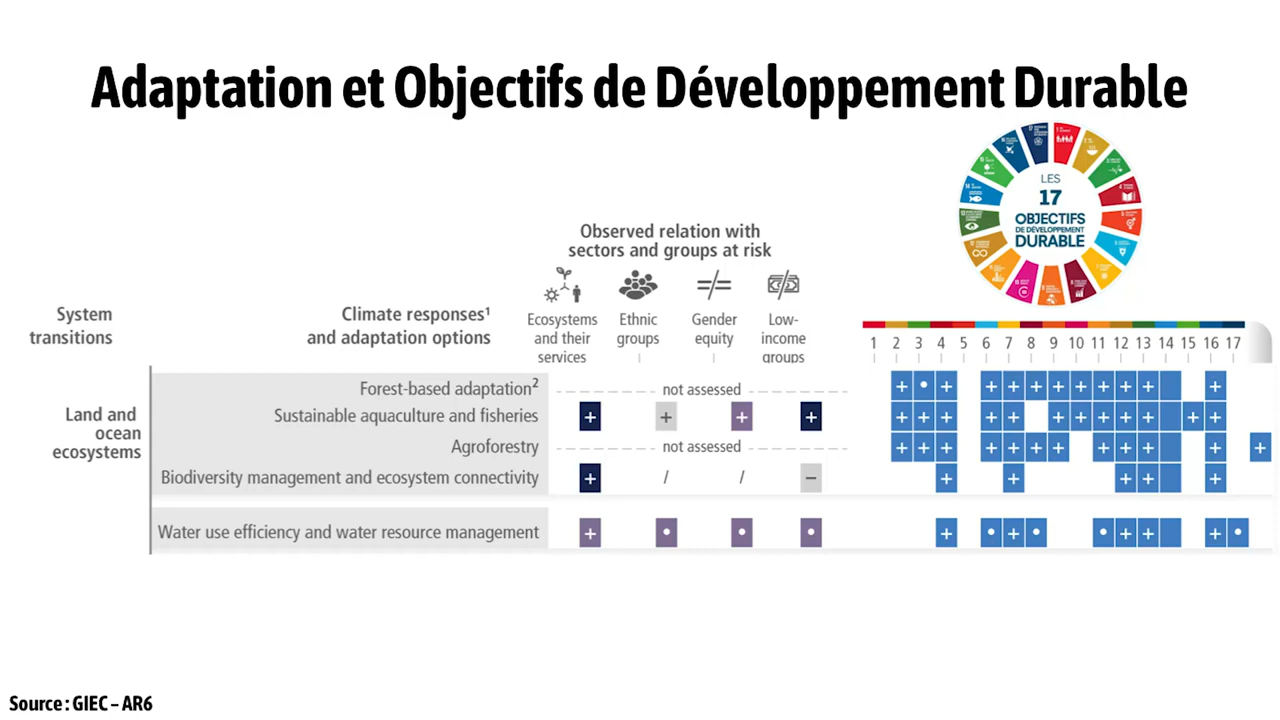 Adaptation et Objectifs de Développement Durable
LES
17
OBJECTIFS
DE DÉVELOPPEMENT
DURABLE
Observed relation with
sectors and groups at risk
System
transitions
Climate responses¹
and adaptation options
Ecosystems
and their
services
Ethnic
groups
Gender
equity
Low-
income
groups
1 2 3 4 5 6 7 8 9 10 11 12 13 15 16 17
Land and
ocean
ecosystems
Forest-based adaptation² not assessed + • + + + + + + + + + +
Sustainable aquaculture and fisheries + + + + + + + + + + + + + + + +
Agroforestry not assessed + + + + + + + + + + + +
Biodiversity management and ecosystem connectivity + / / − + + + + +
Water use efficiency and water resource management + • • • + • + • • + + + •
Source : GIEC – AR6